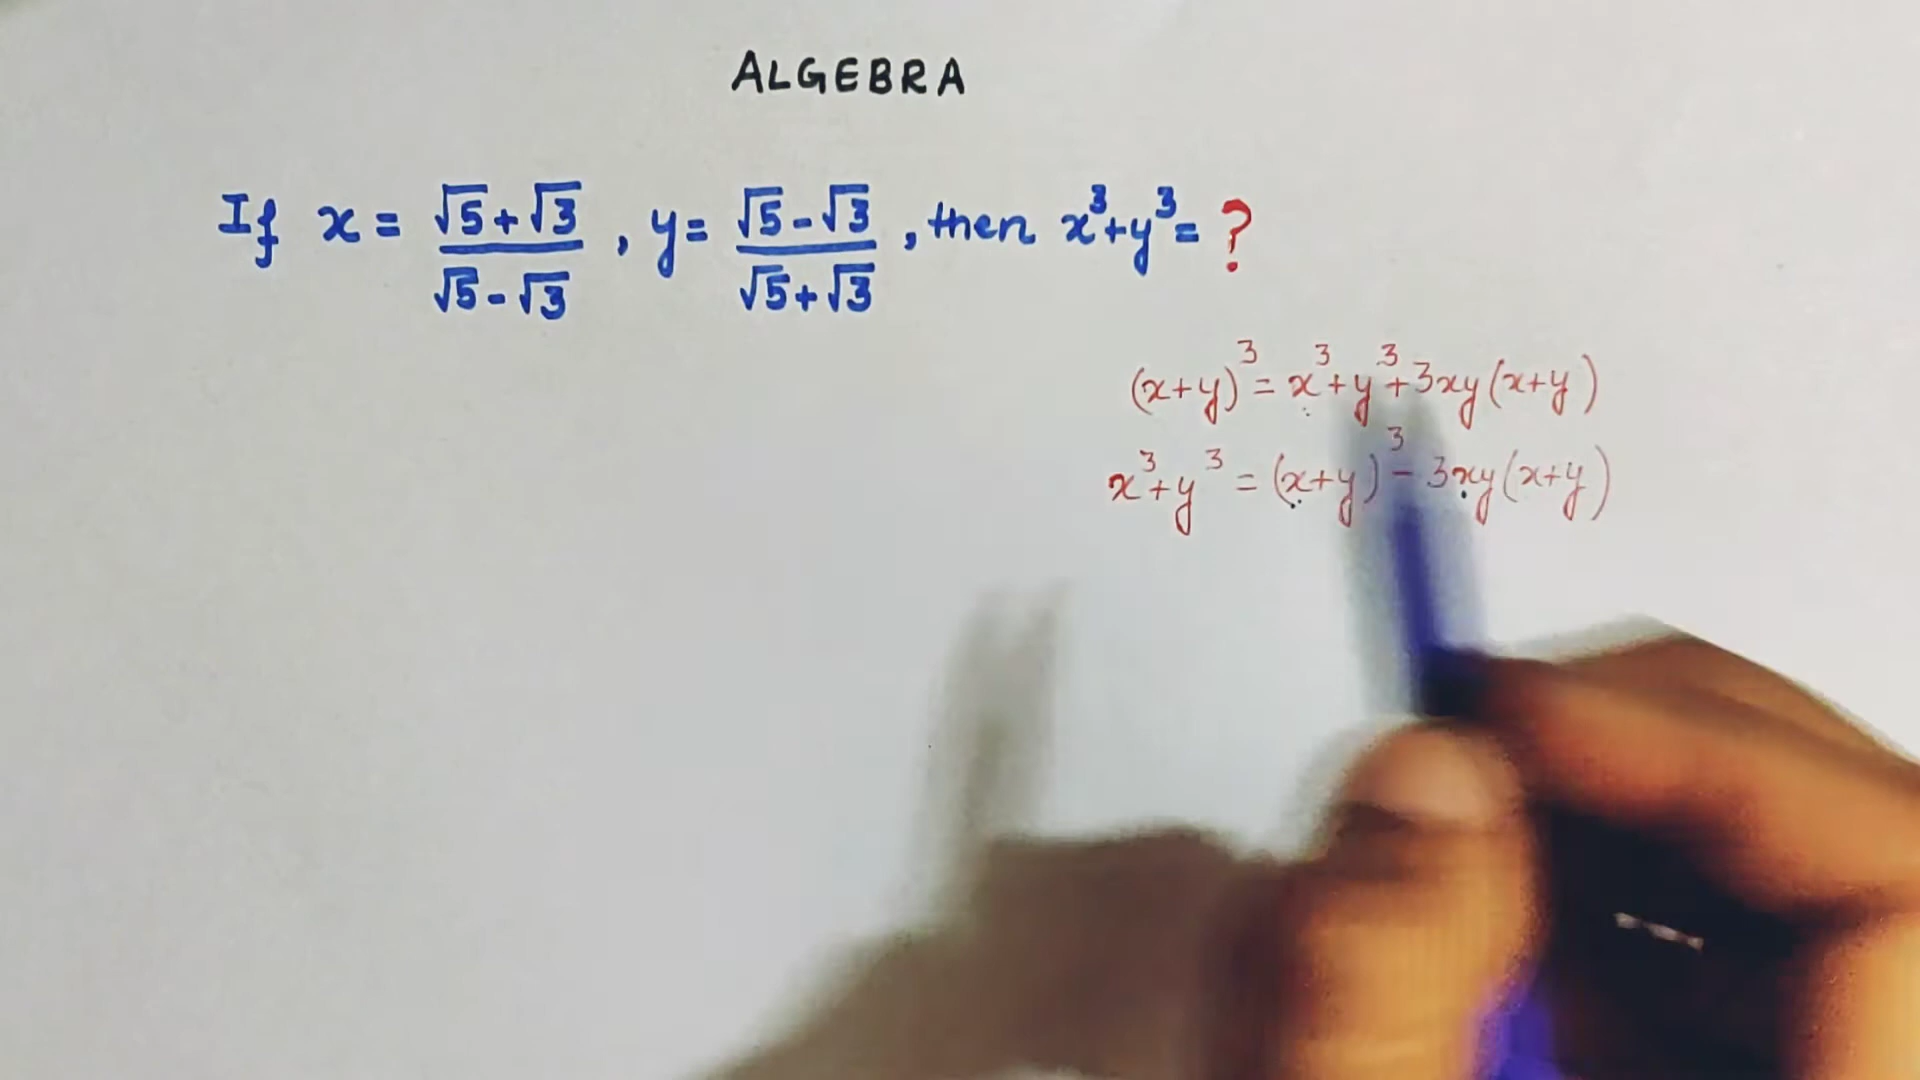 ALGEBRA
If x = (√5+√3)/(√5-√3), y = (√5-√3)/(√5+√3), then x³+y³ = ?
(x+y)³ = x³+y³+3xy(x+y)
x³+y³ = (x+y)³ - 3xy(x+y)